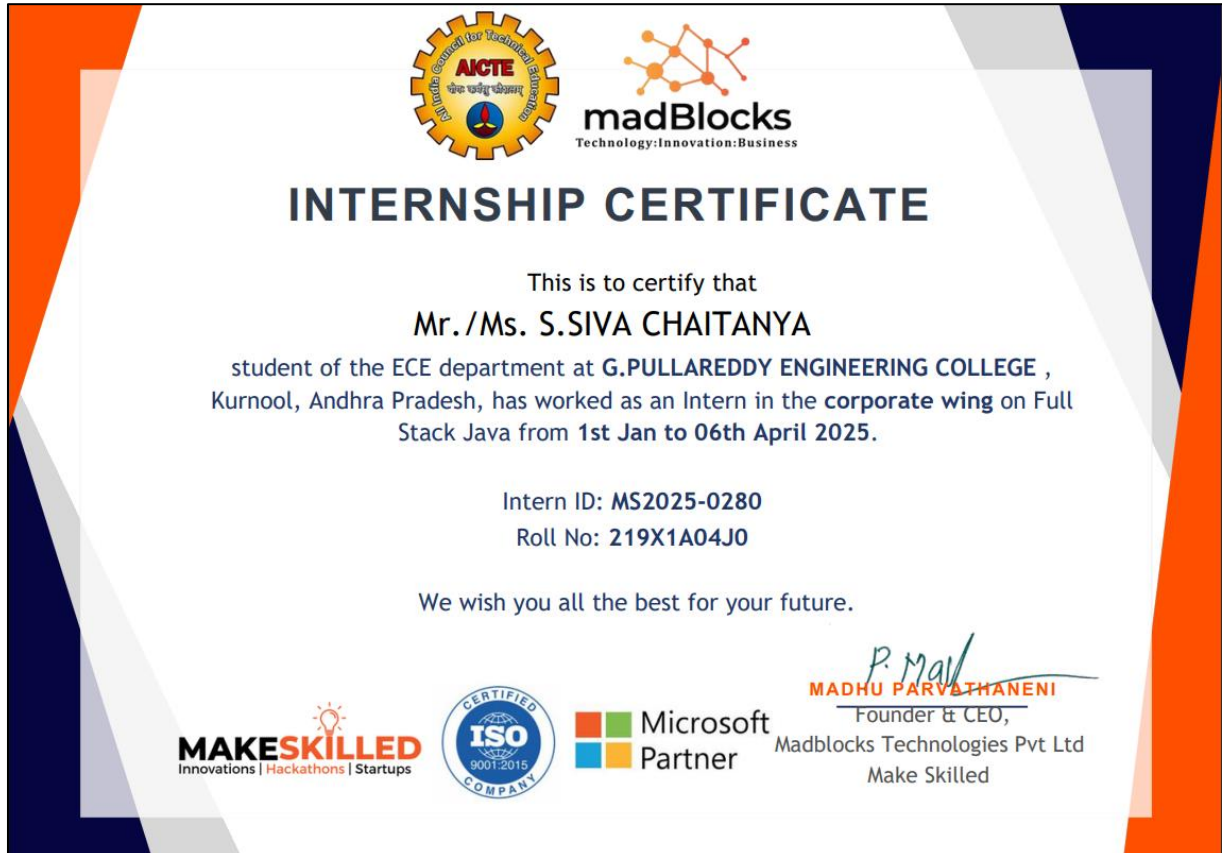 All India Council for Technical Education
AICTE
योगः कर्मसु कौशलम्
madBlocks
Technology:Innovation:Business
INTERNSHIP CERTIFICATE
This is to certify that
Mr./Ms. S.SIVA CHAITANYA
student of the ECE department at G.PULLAREDDY ENGINEERING COLLEGE ,
Kurnool, Andhra Pradesh, has worked as an Intern in the corporate wing on Full
Stack Java from 1st Jan to 06th April 2025.
Intern ID: MS2025-0280
Roll No: 219X1A04J0
We wish you all the best for your future.
MAKESKILLED
Innovations | Hackathons | Startups
CERTIFIED
ISO
9001:2015
COMPANY
Microsoft
Partner
MADHU PARVATHANENI
Founder & CEO,
Madblocks Technologies Pvt Ltd
Make Skilled